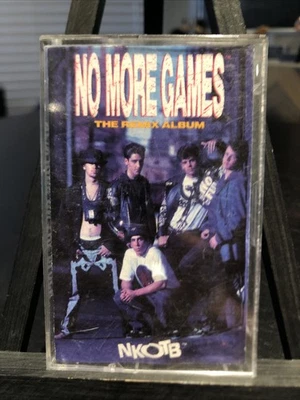 NO MORE GAMES
THE REMIX ALBUM
NKOTB